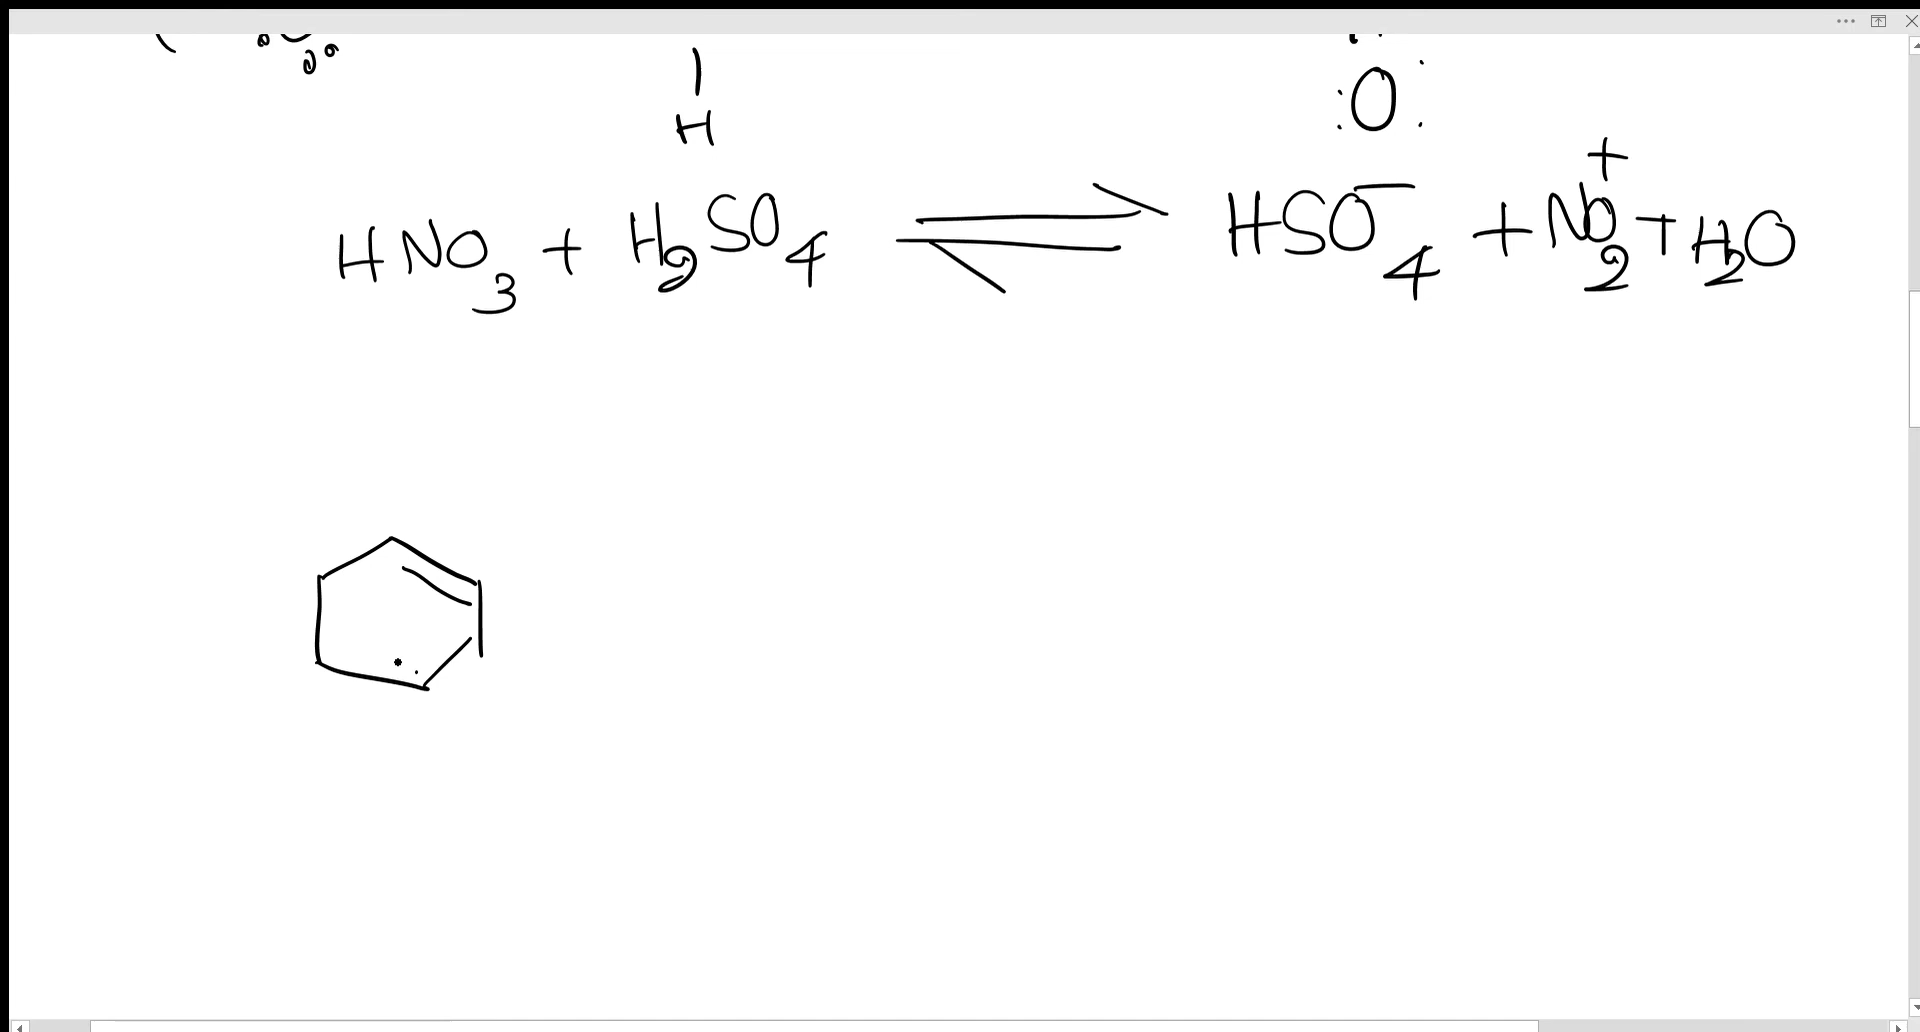 H
:O:
HNO3 + H2SO4 ⇌ HSO4⁻ + NO2⁺ + H2O